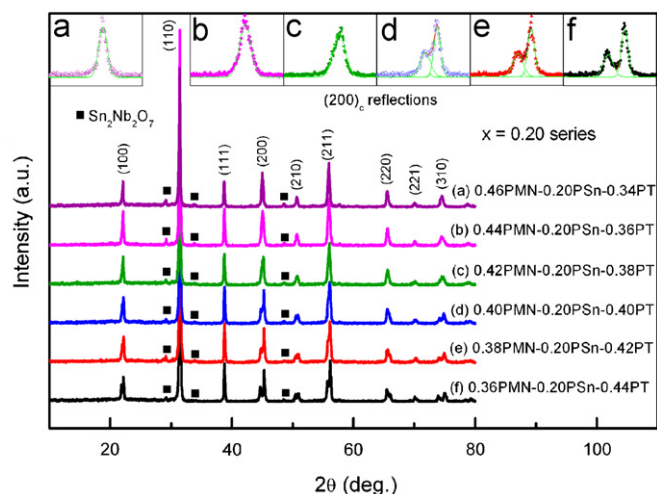 a b c d e f
(110)
(200)c reflections
■ Sn2Nb2O7
x = 0.20 series
(100) (111) (200) (210) (211) (220) (221) (310)
(a) 0.46PMN-0.20PSn-0.34PT
(b) 0.44PMN-0.20PSn-0.36PT
(c) 0.42PMN-0.20PSn-0.38PT
(d) 0.40PMN-0.20PSn-0.40PT
(e) 0.38PMN-0.20PSn-0.42PT
(f) 0.36PMN-0.20PSn-0.44PT
Intensity (a.u.)
20 40 60 80 100
2θ (deg.)